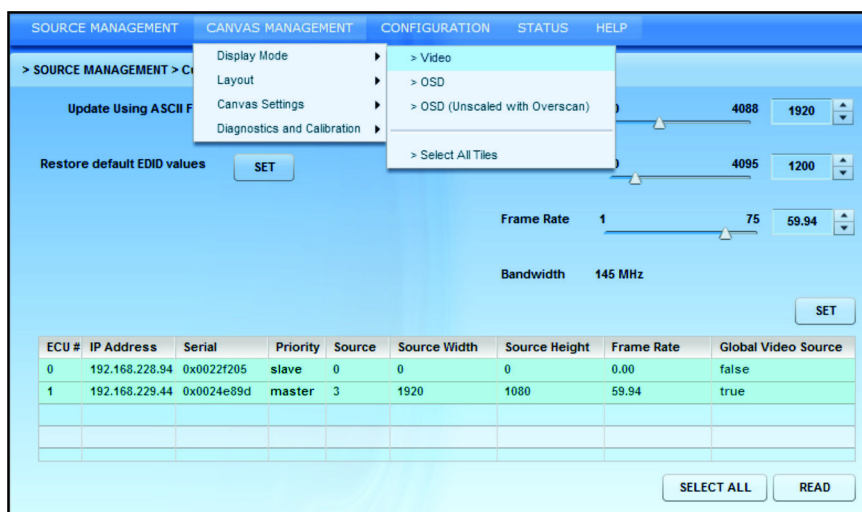 SOURCE MANAGEMENT CANVAS MANAGEMENT CONFIGURATION STATUS HELP
> SOURCE MANAGEMENT >
Display Mode
Layout
Canvas Settings
Diagnostics and Calibration
> Video
> OSD
> OSD (Unscaled with Overscan)
> Select All Tiles
Update Using ASCII
4088 1920
Restore default EDID values SET
4095 1200
Frame Rate 1 75 59.94
Bandwidth 145 MHz
SET
ECU # IP Address Serial Priority Source Source Width Source Height Frame Rate Global Video Source
0 192.168.228.94 0x0022f205 slave 0 0 0 0.00 false
1 192.168.229.44 0x0024e89d master 3 1920 1080 59.94 true
SELECT ALL READ